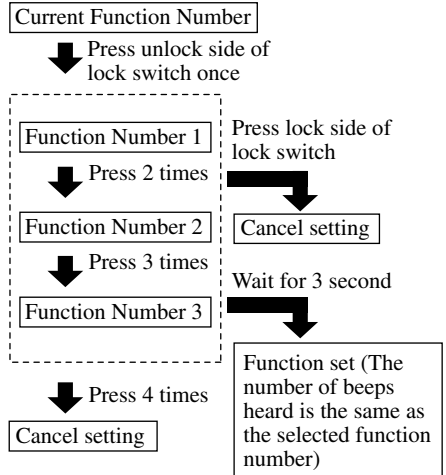 Current Function Number
Press unlock side of
lock switch once
Function Number 1
Press lock side of
lock switch
Press 2 times
Function Number 2
Cancel setting
Press 3 times
Wait for 3 second
Function Number 3
Press 4 times
Cancel setting
Function set (The
number of beeps
heard is the same as
the selected function
number)